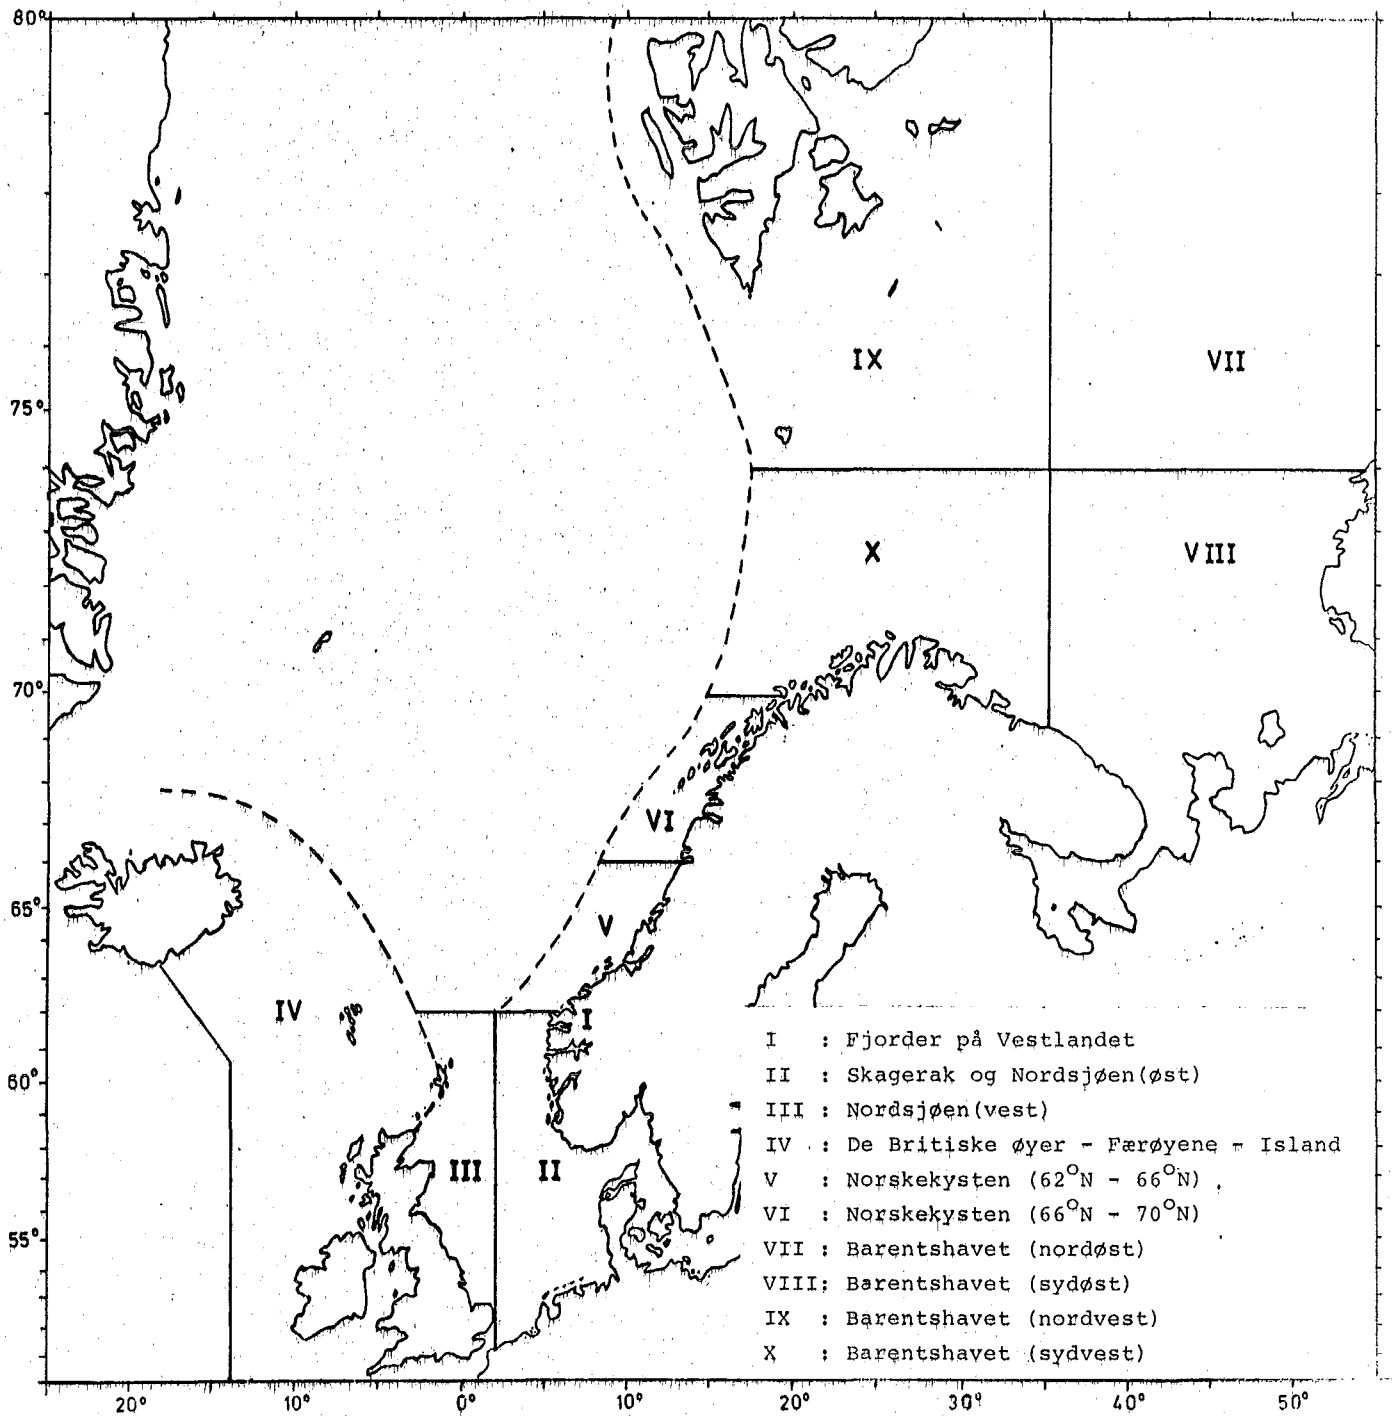 80°
75°
70°
65°
60°
55°
20°
10°
0°
10°
20°
30°
40°
50°
IX
VII
X
VIII
VI
V
IV
I
III
II
I : Fjorder på Vestlandet
II : Skagerak og Nordsjøen(øst)
III : Nordsjøen(vest)
IV : De Britiske øyer - Færøyene - Island
V : Norskekysten (62°N - 66°N)
VI : Norskekysten (66°N - 70°N)
VII : Barentshavet (nordøst)
VIII: Barentshavet (sydøst)
IX : Barentshavet (nordvest)
X : Barentshavet (sydvest)